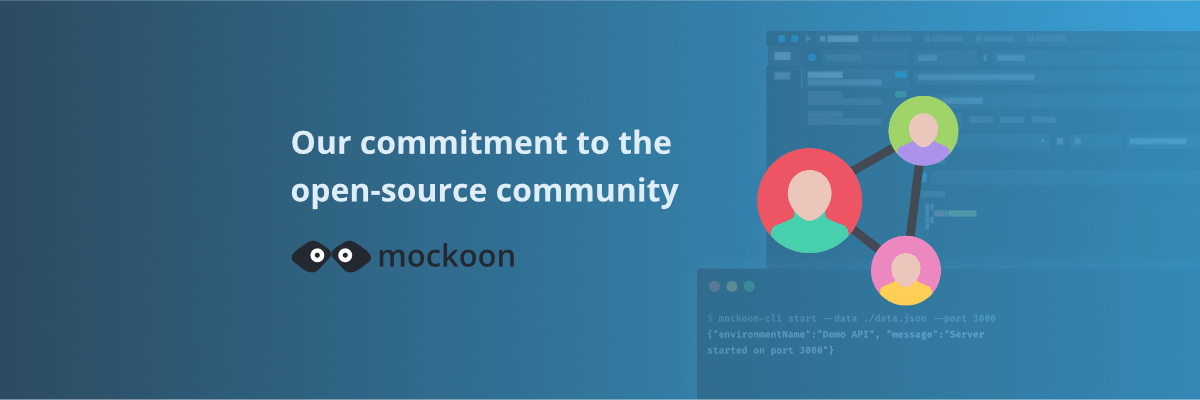 Our commitment to the
open-source community
mockoon
$ mockoon-cli start --data ./data.json --port 3000
{"environmentName":"Demo API", "message":"Server
started on port 3000"}